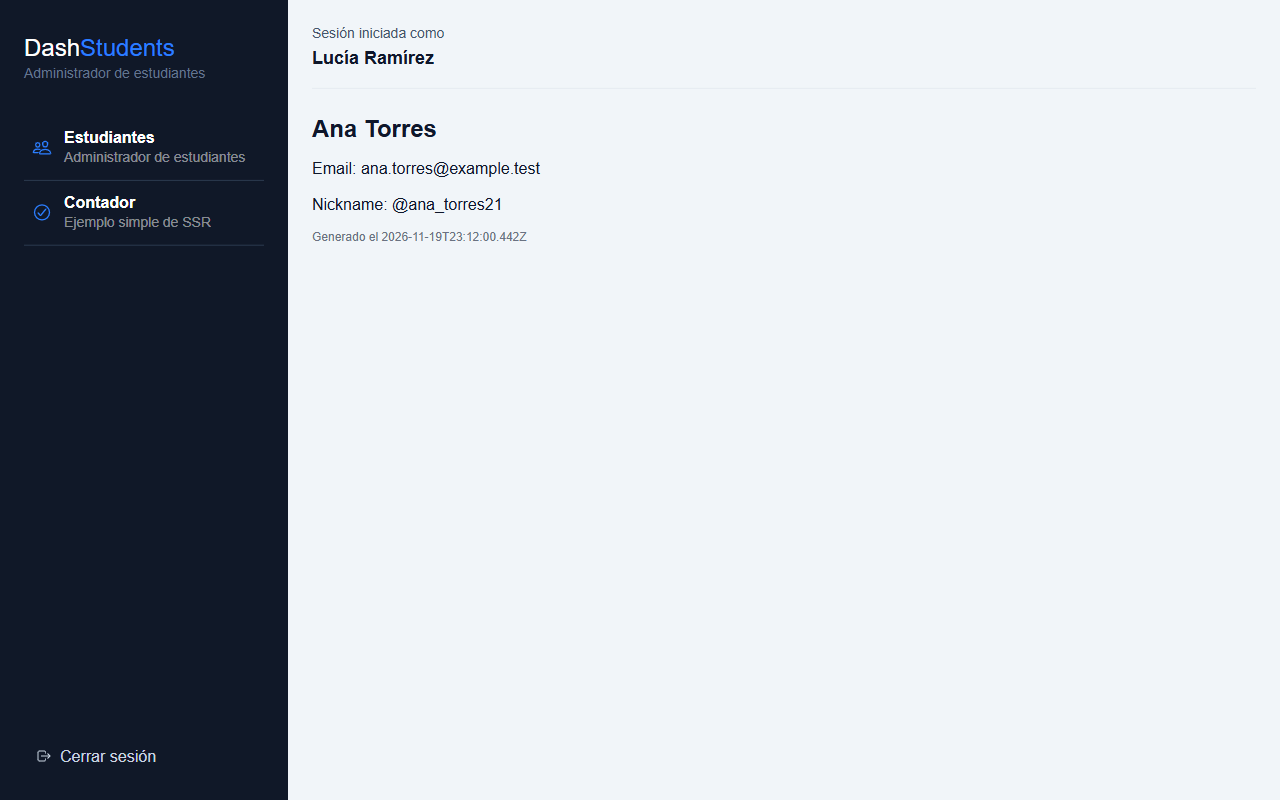 DashStudents
Administrador de estudiantes
Estudiantes
Administrador de estudiantes
Contador
Ejemplo simple de SSR
Cerrar sesión
Sesión iniciada como
Lucía Ramírez
Ana Torres
Email: ana.torres@example.test
Nickname: @ana_torres21
Generado el 2026-11-19T23:12:00.442Z